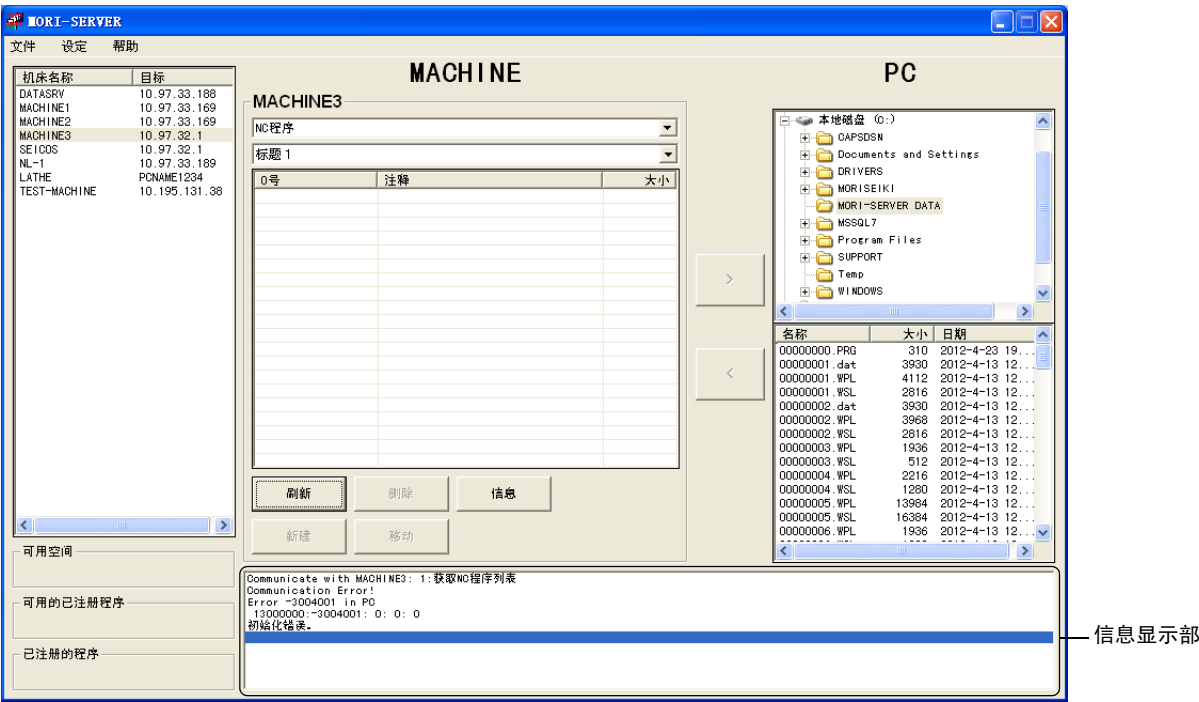 MORI-SERVER
文件 设定 帮助
机床名称 目标
DATASRV 10.97.33.188
MACHINE1 10.97.33.169
MACHINE2 10.97.33.169
MACHINE3 10.97.32.1
SEICOS 10.97.32.1
NL-1 10.97.33.189
LATHE PCNAME1234
TEST-MACHINE 10.195.131.38
可用空间
可用的已注册程序
已注册的程序
MACHINE
MACHINE3
NC程序
标题 1
O号 注释 大小
刷新 删除 信息
新建 移动
>
<
PC
本地磁盘 (C:)
CAPSDSN
Documents and Settings
DRIVERS
MORISEIKI
MORI-SERVER DATA
MSSQL7
Program Files
SUPPORT
Temp
WINDOWS
名称 大小 日期
00000000.PRG 310 2012-4-23 19...
00000001.dat 3930 2012-4-13 12...
00000001.WPL 4112 2012-4-13 12...
00000001.WSL 2816 2012-4-13 12...
00000002.dat 3930 2012-4-13 12...
00000002.WPL 3968 2012-4-13 12...
00000002.WSL 2816 2012-4-13 12...
00000003.WPL 1936 2012-4-13 12...
00000003.WSL 512 2012-4-13 12...
00000004.WPL 2216 2012-4-13 12...
00000004.WSL 1280 2012-4-13 12...
00000005.WPL 13984 2012-4-13 12...
00000005.WSL 16384 2012-4-13 12...
00000006.WPL 1936 2012-4-13 12...
Communicate with MACHINE3: 1:获取NC程序列表
Communication Error!
Error -3004001 in PC
13000000:-3004001: 0: 0: 0
初始化错误。
信息显示部